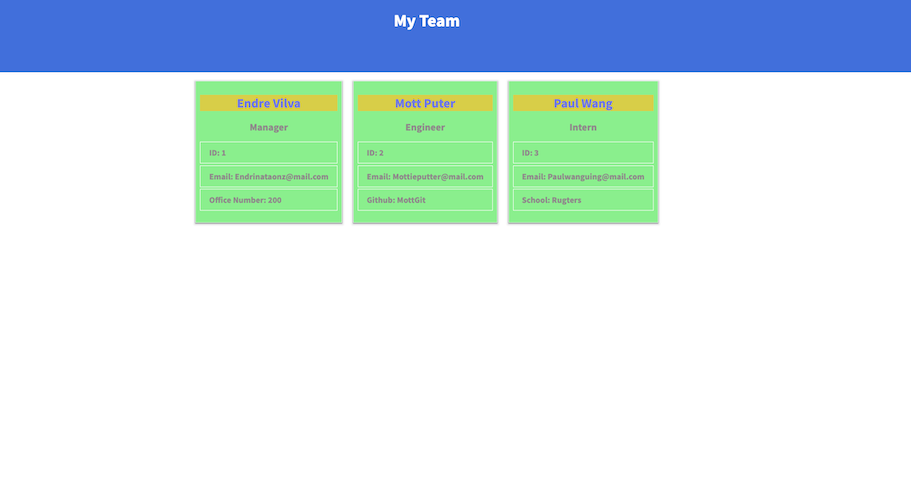 My Team
Endre Vilva
Manager
ID: 1
Email: Endrinataonz@mail.com
Office Number: 200
Mott Puter
Engineer
ID: 2
Email: Mottieputter@mail.com
Github: MottGit
Paul Wang
Intern
ID: 3
Email: Paulwanguing@mail.com
School: Rugters